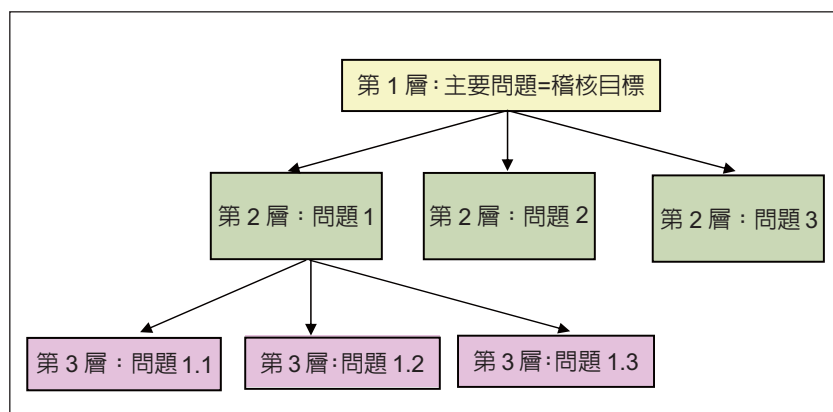 第 1 層：主要問題=稽核目標
第 2 層：問題 1
第 2 層：問題 2
第 2 層：問題 3
第 3 層：問題 1.1
第 3 層：問題 1.2
第 3 層：問題 1.3